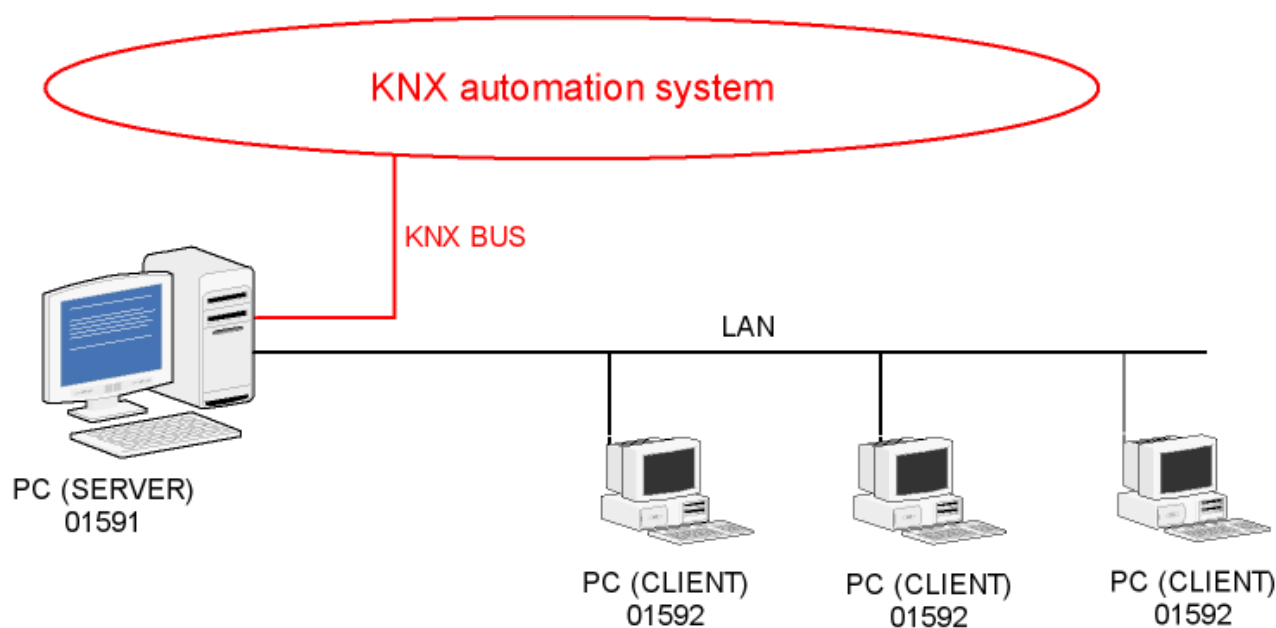 KNX automation system
KNX BUS
LAN
PC (SERVER)
01591
PC (CLIENT)
01592
PC (CLIENT)
01592
PC (CLIENT)
01592